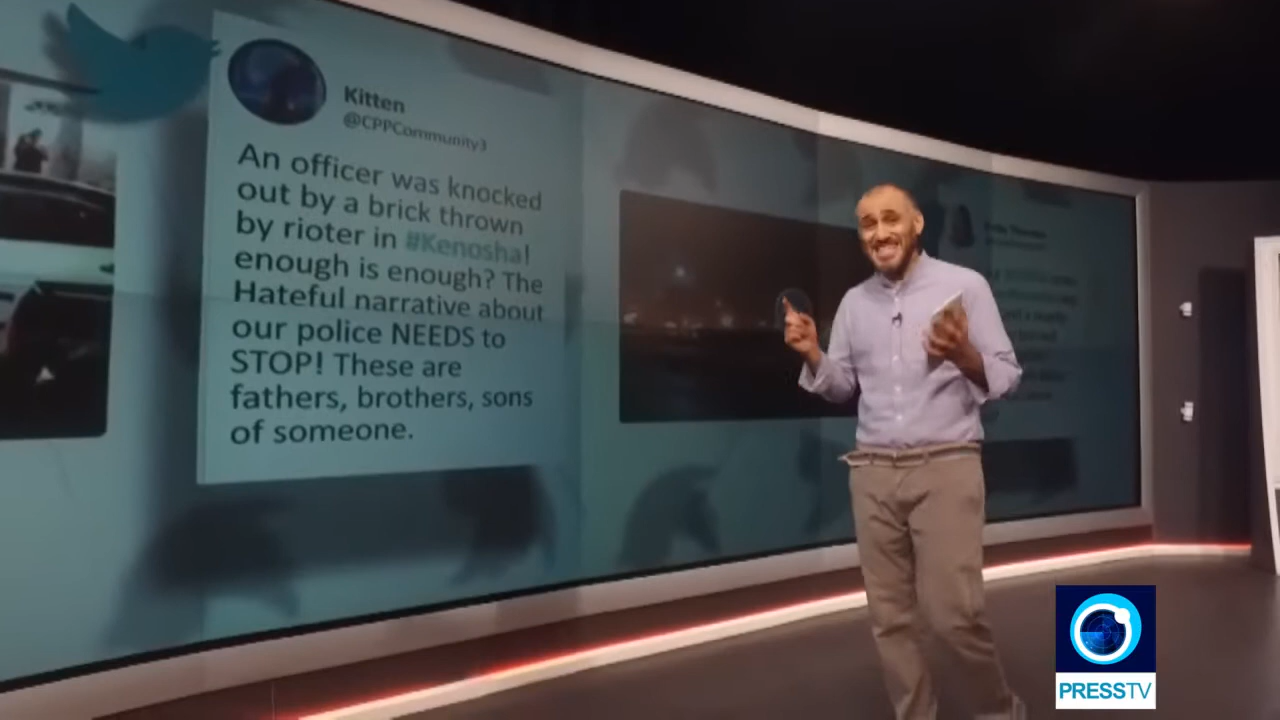 Kitten
@CPPCommunity3
An officer was knocked
out by a brick thrown
by rioter in #Kenosha!
enough is enough? The
Hateful narrative about
our police NEEDS to
STOP! These are
fathers, brothers, sons
of someone.
PRESSTV